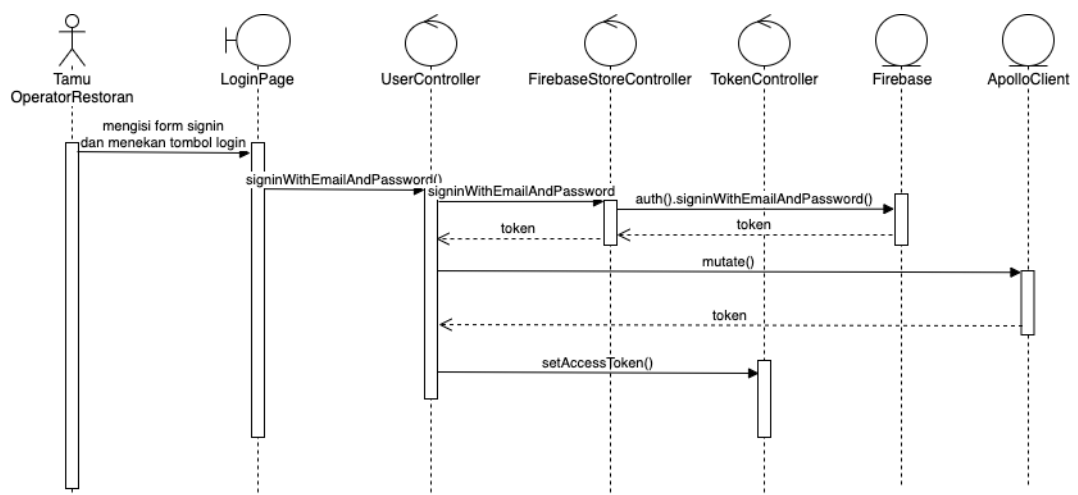 Tamu
OperatorRestoran
LoginPage
UserController
FirebaseStoreController
TokenController
Firebase
ApolloClient
mengisi form signin
dan menekan tombol login
signinWithEmailAndPassword()
signinWithEmailAndPassword
auth().signinWithEmailAndPassword()
token
token
mutate()
token
setAccessToken()